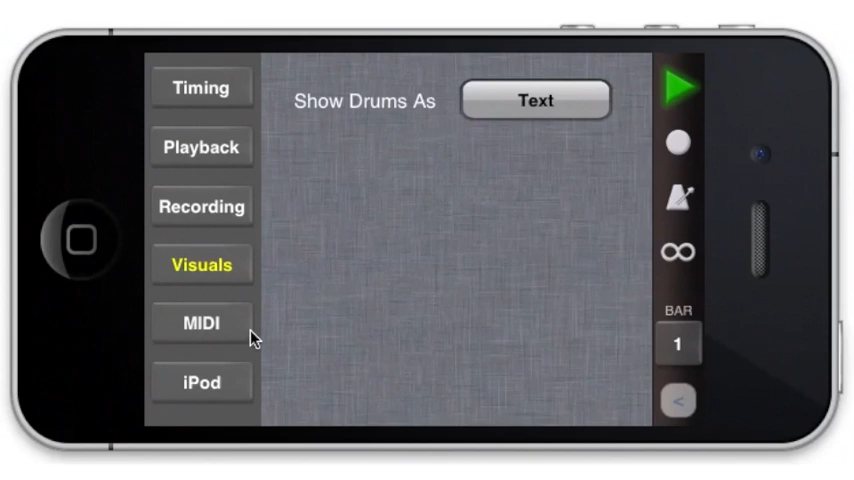 Timing
Playback
Recording
Visuals
MIDI
iPod
Show Drums As
Text
BAR
1
<